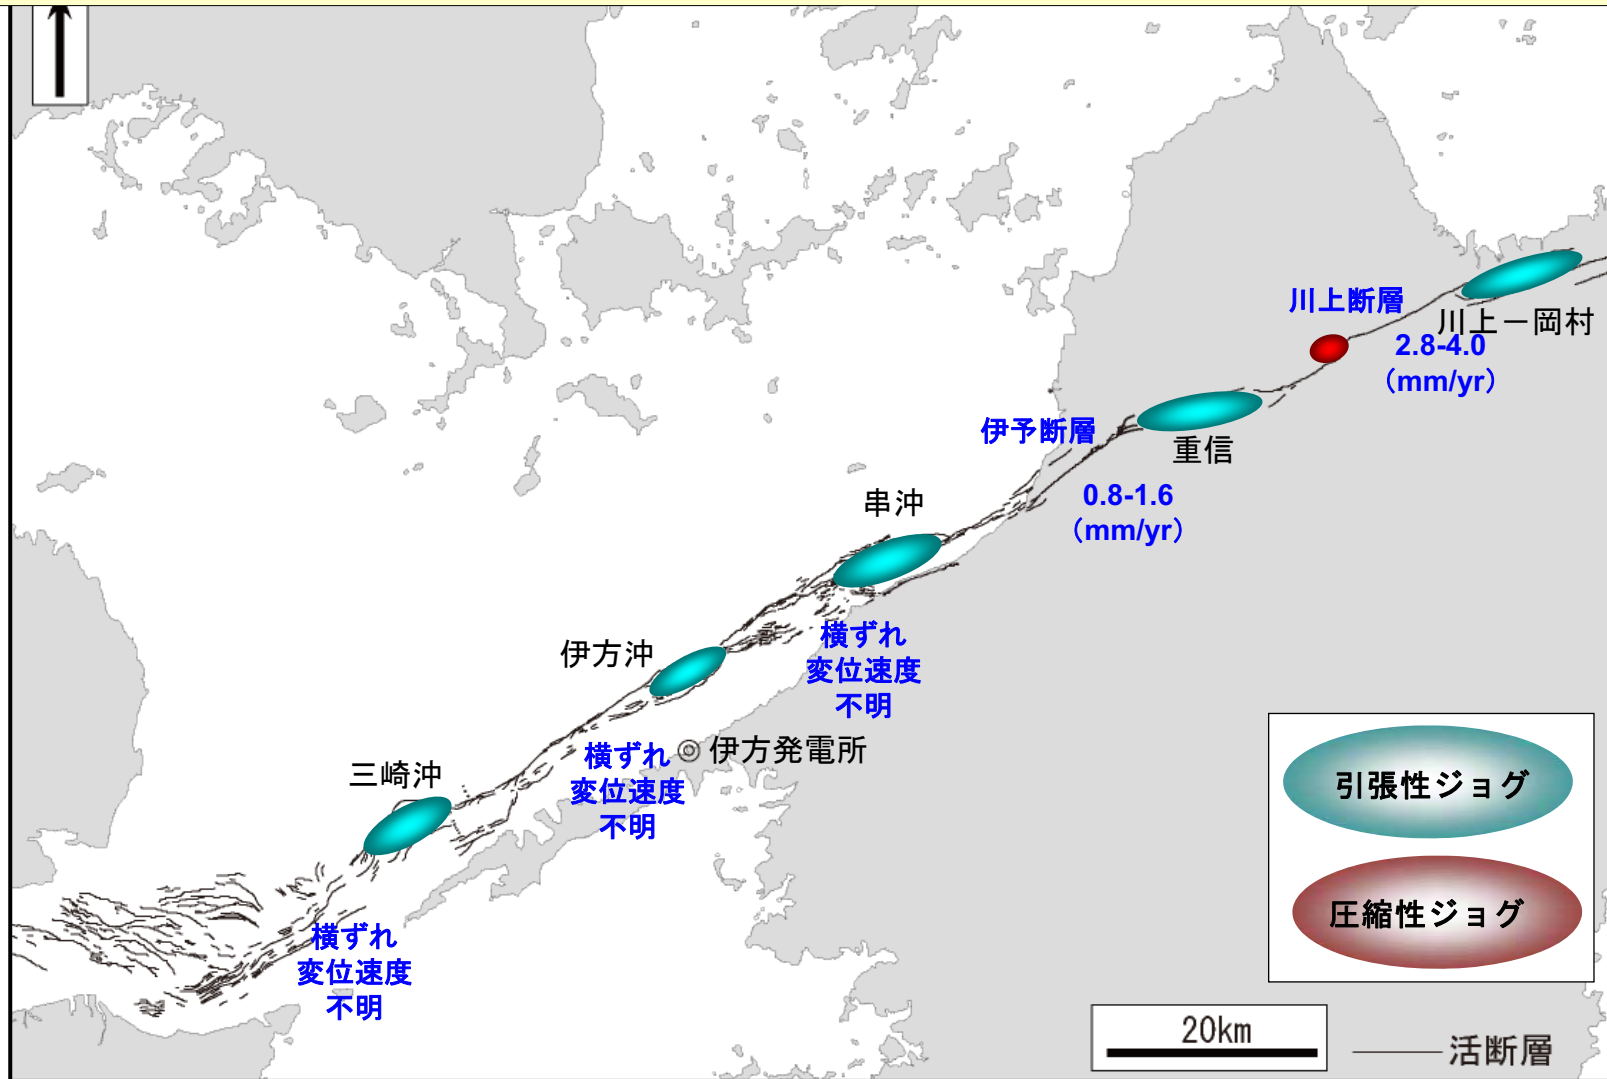 川上断層
川上－岡村
2.8-4.0
（mm/yr）
伊予断層
重信
0.8-1.6
（mm/yr）
串沖
横ずれ
変位速度
不明
伊方沖
伊方発電所
横ずれ
変位速度
不明
三崎沖
横ずれ
変位速度
不明
引張性ジョグ
圧縮性ジョグ
20km
活断層